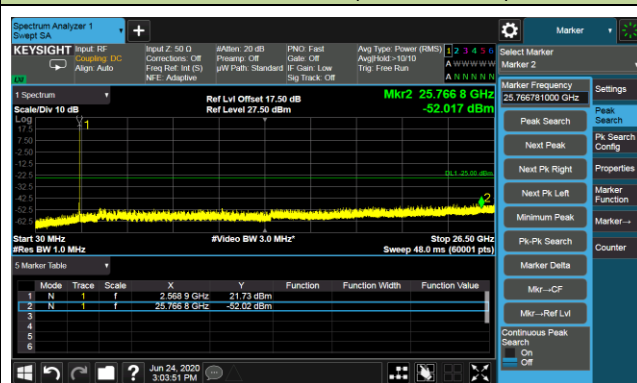 Spectrum Analyzer 1
Swept SA
+
Marker
KEYSIGHT
Input: RF
Coupling: DC
Align: Auto
Input Z: 50 Ω
Corrections: Off
Freq Ref: Int (S)
NFE: Adaptive
#Atten: 20 dB
Preamp: Off
µW Path: Standard
PNO: Fast
Gate: Off
IF Gain: Low
Sig Track: Off
Avg Type: Power (RMS)
Avg|Hold:>10/10
Trig: Free Run
1 2 3 4 5 6
A W W W W W
A N N N N N
LNI
Select Marker
Marker 2
1 Spectrum
Scale/Div 10 dB
Ref Lvl Offset 17.50 dB
Ref Level 27.50 dBm
Mkr2 25.766 8 GHz
-52.017 dBm
Log
17.5
7.50
-2.50
-12.5
-22.5
-32.5
-42.5
-52.5
-62.5
1
DL1 -25.00 dBm
2
Start 30 MHz
#Res BW 1.0 MHz
#Video BW 3.0 MHz*
Stop 26.50 GHz
Sweep 48.0 ms (60001 pts)
5 Marker Table
Mode Trace Scale X Y Function Function Width Function Value
1 N 1 f 2.568 9 GHz 21.73 dBm
2 N 1 f 25.766 8 GHz -52.02 dBm
3
4
5
6
Marker Frequency
25.766781000 GHz
Peak Search
Next Peak
Next Pk Right
Next Pk Left
Minimum Peak
Pk-Pk Search
Marker Delta
Mkr→CF
Mkr→Ref Lvl
Continuous Peak
Search
On
Off
Settings
Peak
Search
Pk Search
Config
Properties
Marker
Function
Marker→
Counter
?
Jun 24, 2020
3:03:51 PM